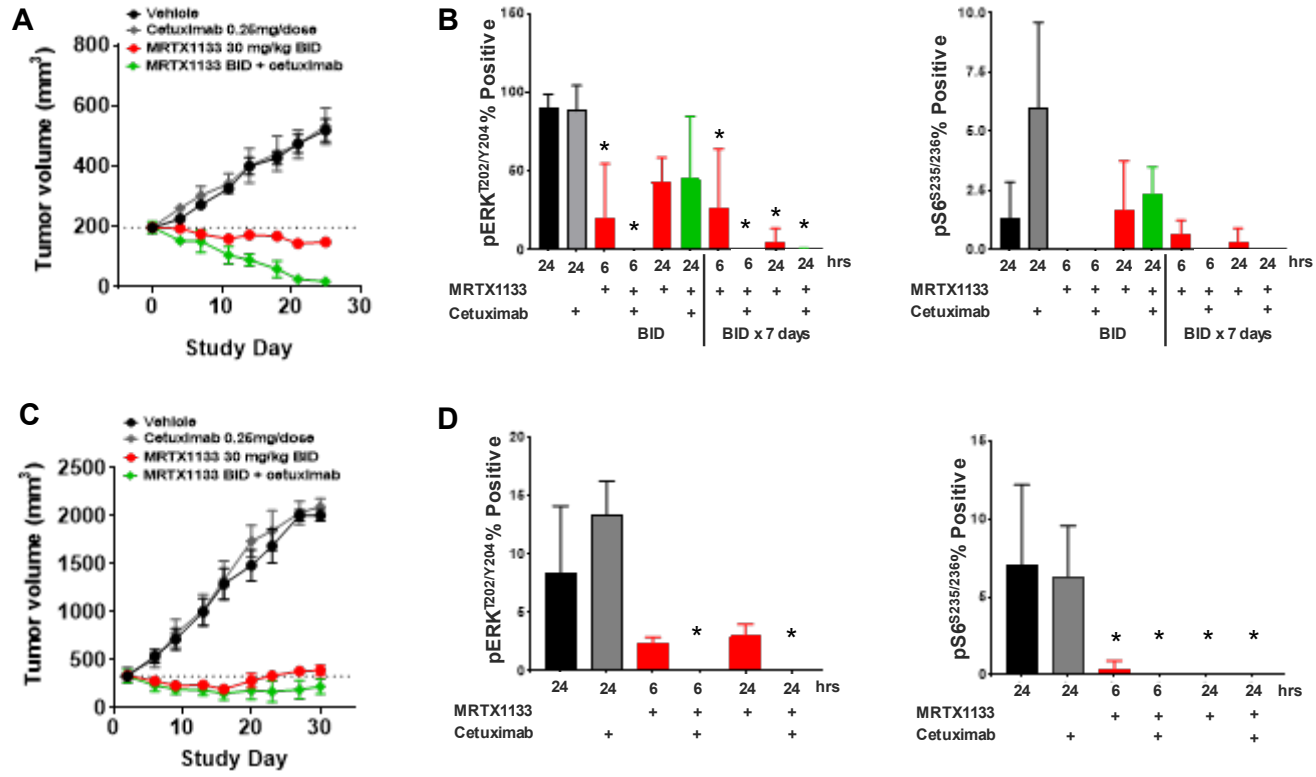 A
Vehiole
Cetuximab 0.25mg/dose
MRTX1133 30 mg/kg BID
MRTX1133 BID + cetuximab
Tumor volume (mm³)
800
600
400
200
0
0 10 20 30
Study Day
B
pERKT202/Y204% Positive
150
100
50
0
24 24 6 6 24 24 6 6 24 24 hrs
MRTX1133 + + + + + + + +
Cetuximab + + + + +
BID BID x 7 days
* * * * * *
pS6S235/236% Positive
10.0
7.5
5.0
2.5
0.0
24 24 6 6 24 24 6 6 24 24 hrs
MRTX1133 + + + + + + + +
Cetuximab + + + + +
BID BID x 7 days
C
Vehiole
Cetuximab 0.25mg/dose
MRTX1133 30 mg/kg BID
MRTX1133 BID + cetuximab
Tumor volume (mm³)
2500
2000
1500
1000
500
0
0 10 20 30
Study Day
D
pERKT202/Y204% Positive
20
15
10
5
0
* *
24 24 6 6 24 24 hrs
MRTX1133 + + + +
Cetuximab + + +
pS6S235/236% Positive
15
10
5
0
* * * *
24 24 6 6 24 24 hrs
MRTX1133 + + + +
Cetuximab + + +